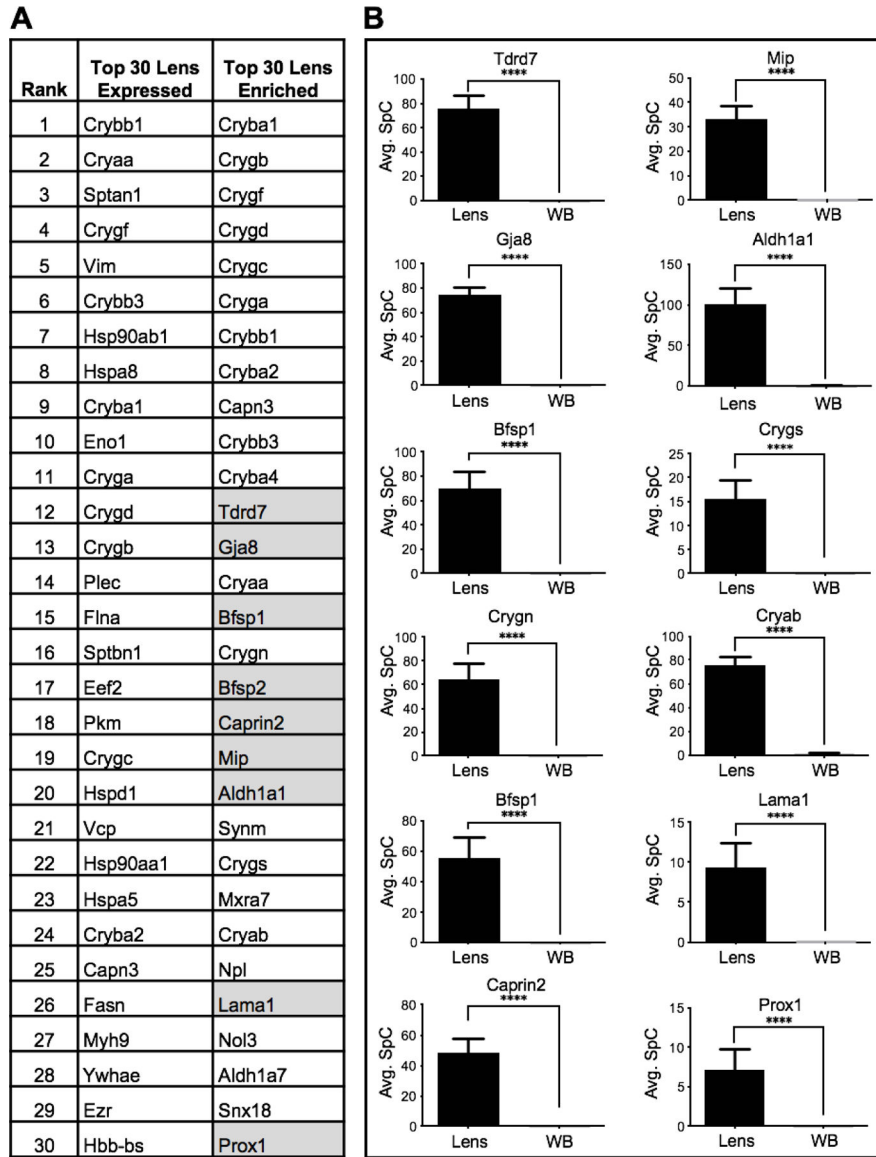 A
Rank Top 30 Lens Expressed Top 30 Lens Enriched
1 Crybb1 Cryba1
2 Cryaa Crygb
3 Sptan1 Crygf
4 Crygf Crygd
5 Vim Crygc
6 Crybb3 Cryga
7 Hsp90ab1 Crybb1
8 Hspa8 Cryba2
9 Cryba1 Capn3
10 Eno1 Crybb3
11 Cryga Cryba4
12 Crygd Tdrd7
13 Crygb Gja8
14 Plec Cryaa
15 Flna Bfsp1
16 Sptbn1 Crygn
17 Eef2 Bfsp2
18 Pkm Caprin2
19 Crygc Mip
20 Hspd1 Aldh1a1
21 Vcp Synm
22 Hsp90aa1 Crygs
23 Hspa5 Mxra7
24 Cryba2 Cryab
25 Capn3 Npl
26 Fasn Lama1
27 Myh9 Nol3
28 Ywhae Aldh1a7
29 Ezr Snx18
30 Hbb-bs Prox1
B
Tdrd7
****
Avg. SpC
100
80
60
40
20
0
Lens WB
Mip
****
Avg. SpC
50
40
30
20
10
0
Lens WB
Gja8
****
Avg. SpC
100
80
60
40
20
0
Lens WB
Aldh1a1
****
Avg. SpC
150
100
50
0
Lens WB
Bfsp1
****
Avg. SpC
100
80
60
40
20
0
Lens WB
Crygs
****
Avg. SpC
25
20
15
10
5
0
Lens WB
Crygn
****
Avg. SpC
100
80
60
40
20
0
Lens WB
Cryab
****
Avg. SpC
100
80
60
40
20
0
Lens WB
Bfsp1
****
Avg. SpC
80
60
40
20
0
Lens WB
Lama1
****
Avg. SpC
15
10
5
0
Lens WB
Caprin2
****
Avg. SpC
80
60
40
20
0
Lens WB
Prox1
****
Avg. SpC
15
10
5
0
Lens WB